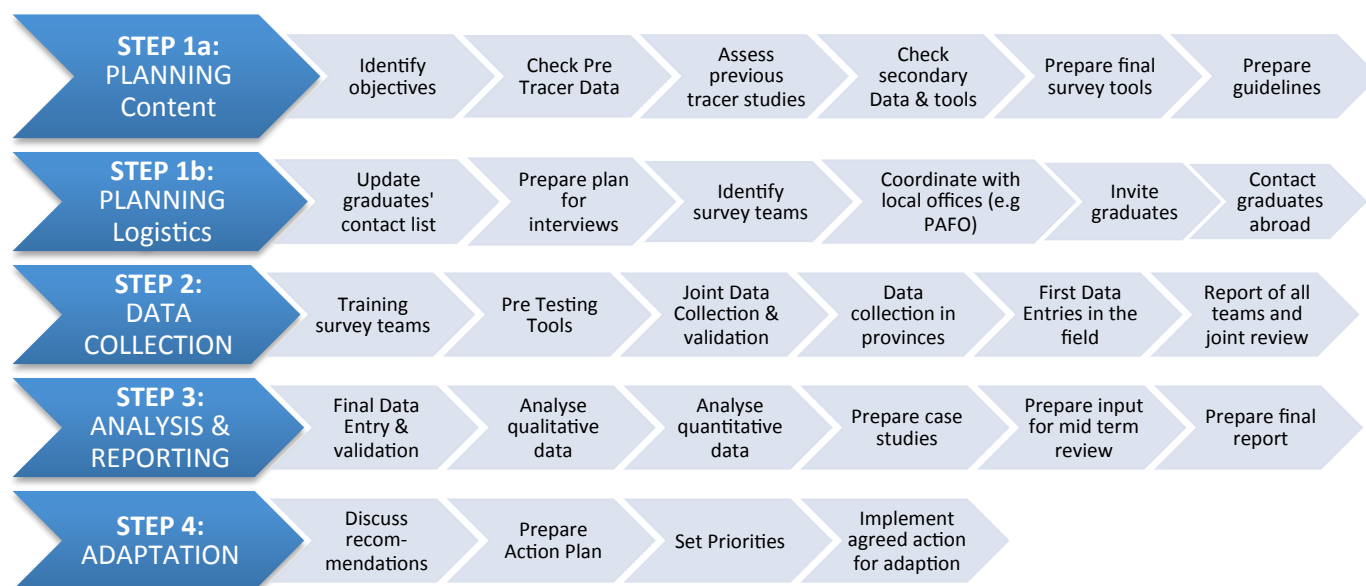 STEP 1a:
PLANNING
Content
Identify
objectives
Check Pre
Tracer Data
Assess
previous
tracer studies
Check
secondary
Data & tools
Prepare final
survey tools
Prepare
guidelines
STEP 1b:
PLANNING
Logistics
Update
graduates'
contact list
Prepare plan
for
interviews
Identify
survey teams
Coordinate with
local offices (e.g
PAFO)
Invite
graduates
Contact
graduates
abroad
STEP 2:
DATA
COLLECTION
Training
survey teams
Pre Testing
Tools
Joint Data
Collection &
validation
Data
collection in
provinces
First Data
Entries in the
field
Report of all
teams and
joint review
STEP 3:
ANALYSIS &
REPORTING
Final Data
Entry &
validation
Analyse
qualitative
data
Analyse
quantitative
data
Prepare case
studies
Prepare input
for mid term
review
Prepare final
report
STEP 4:
ADAPTATION
Discuss
recom-
mendations
Prepare
Action Plan
Set Priorities
Implement
agreed action
for adaption